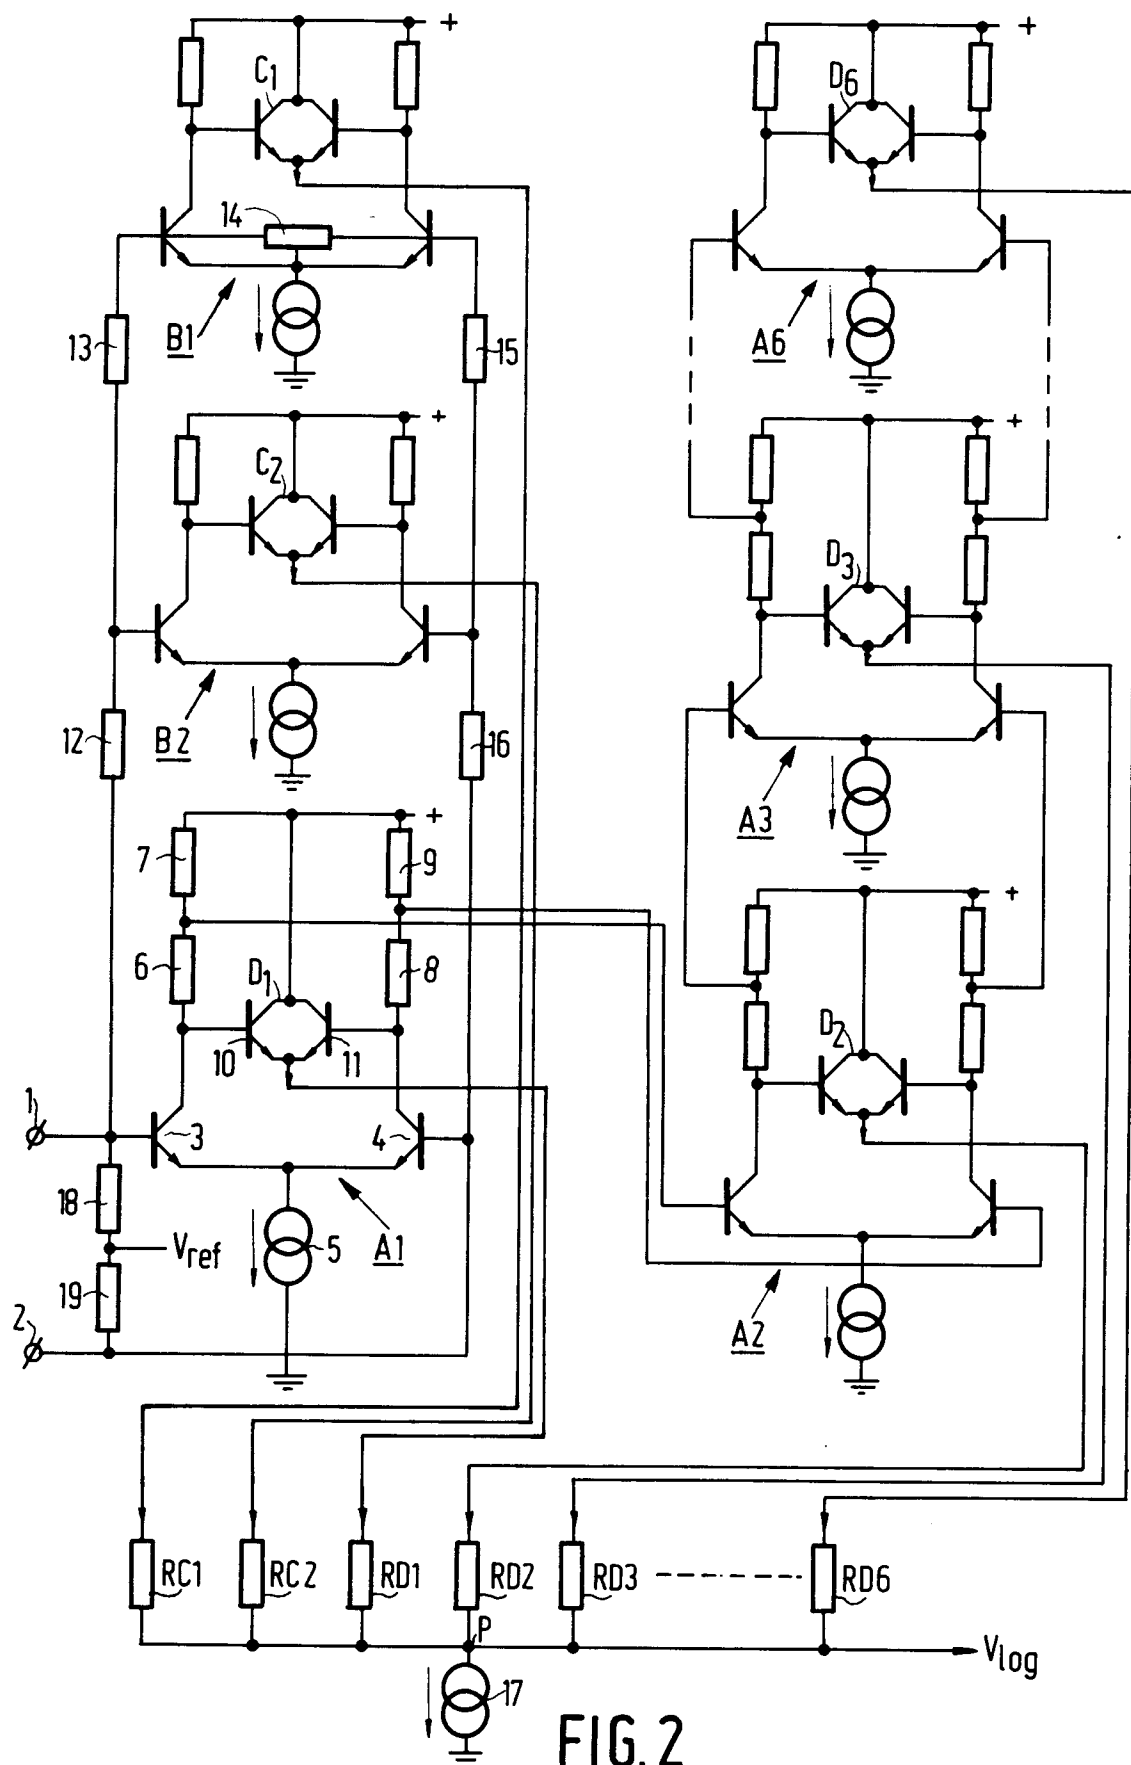 + +
C1 D6
14
13 B1 15 A6
+ +
C2
D3
12 B2 16
A3
+
7 9
+
6 D1 8
10 11 D2
1
3 4
18
Vref 5 A1
19
2 A2
RC1 RC2 RD1 RD2 RD3 RD6
P
Vlog
17
FIG. 2